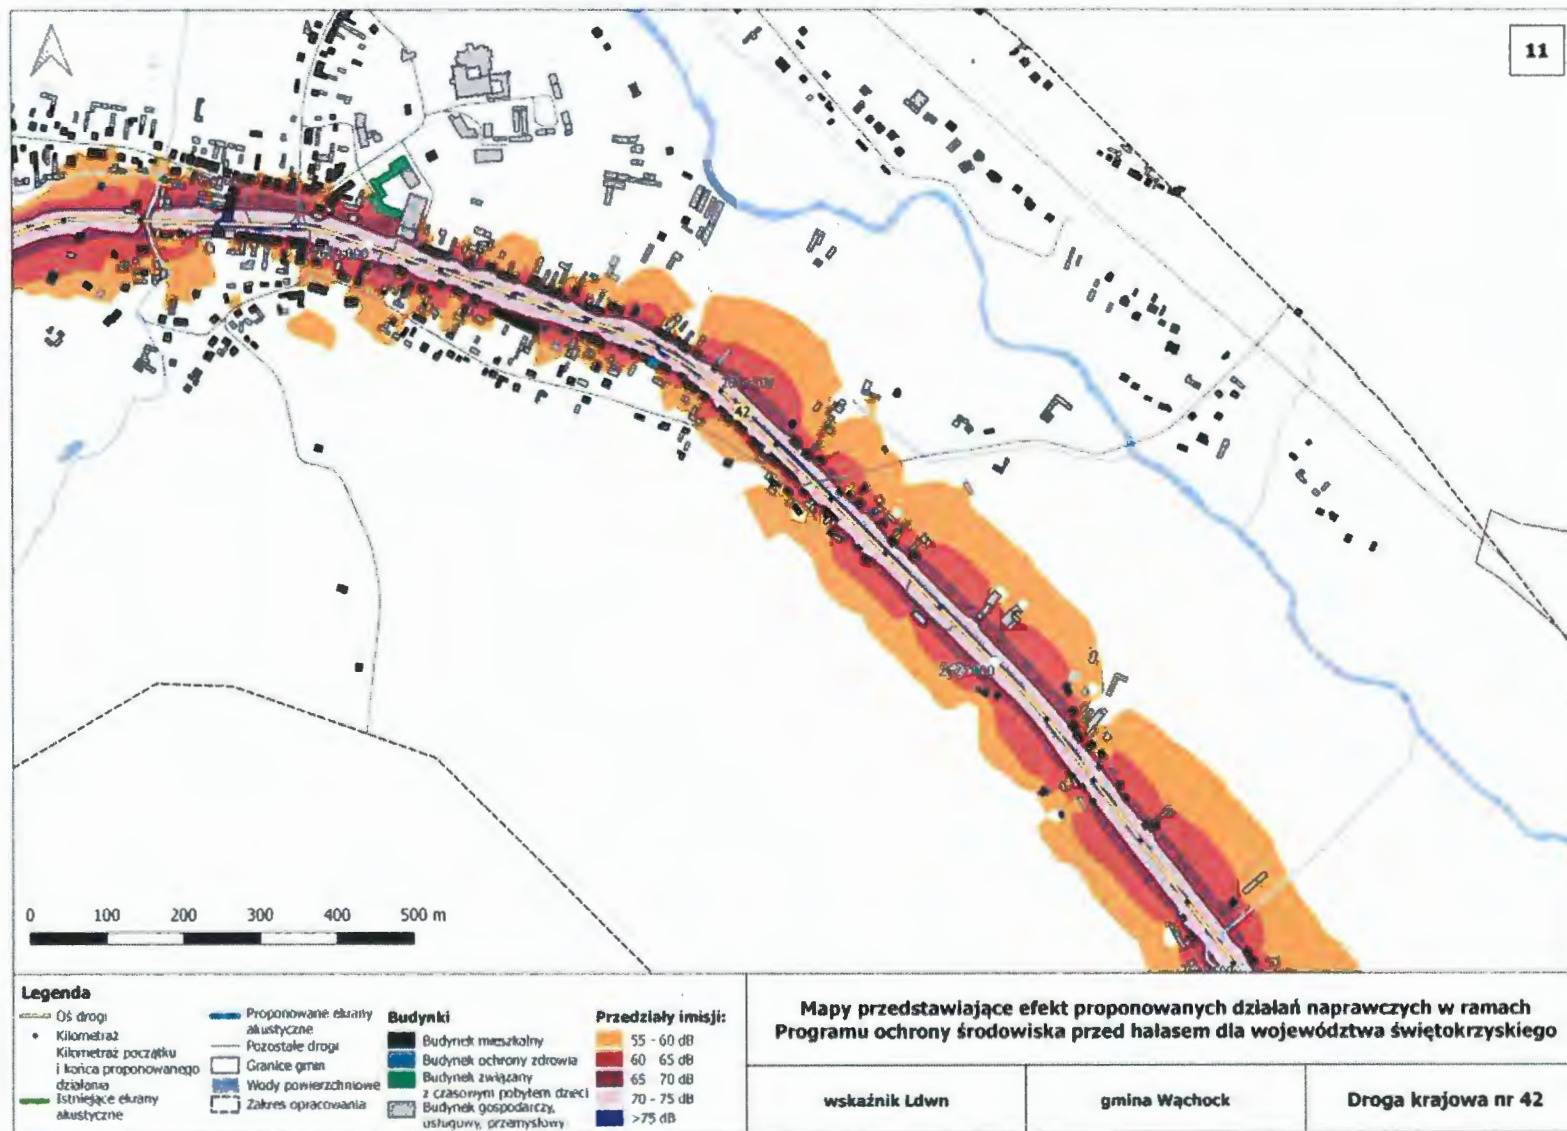 11
42
0 100 200 300 400 500 m
Legenda
Oś drogi
Kilometraż
Kilometraż początku
i końca proponowanego
działania
Istniejące ekrany
akustyczne
Proponowane ekrany
akustyczne
Pozostałe drogi
Granice gmin
Wody powierzchniowe
Zakres opracowania
Budynki
Budynek mieszkalny
Budynek ochrony zdrowia
Budynek związany
z czasowym pobytem dzieci
Budynek gospodarczy,
usługowy, przemysłowy
Przedziały imisji:
55 - 60 dB
60 65 dB
65 70 dB
70 - 75 dB
>75 dB
Mapy przedstawiające efekt proponowanych działań naprawczych w ramach
Programu ochrony środowiska przed hałasem dla województwa świętokrzyskiego
wskaźnik Ldwn
gmina Wąchock
Droga krajowa nr 42